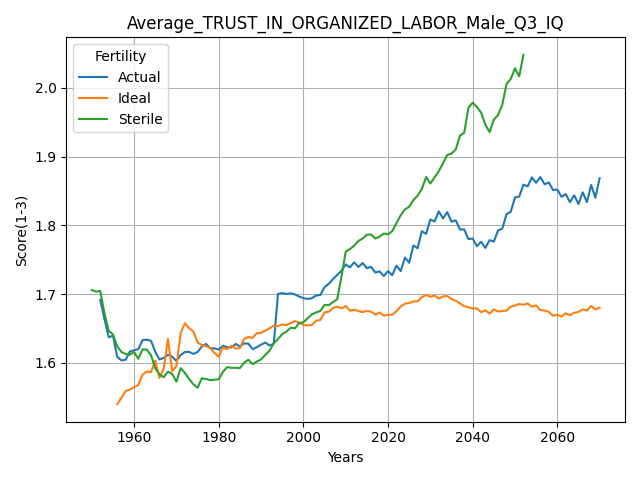 Average_TRUST_IN_ORGANIZED_LABOR_Male_Q3_IQ
Fertility
Actual
Ideal
Sterile
Score(1-3)
2.0
1.9
1.8
1.7
1.6
1960
1980
2000
2020
2040
2060
Years